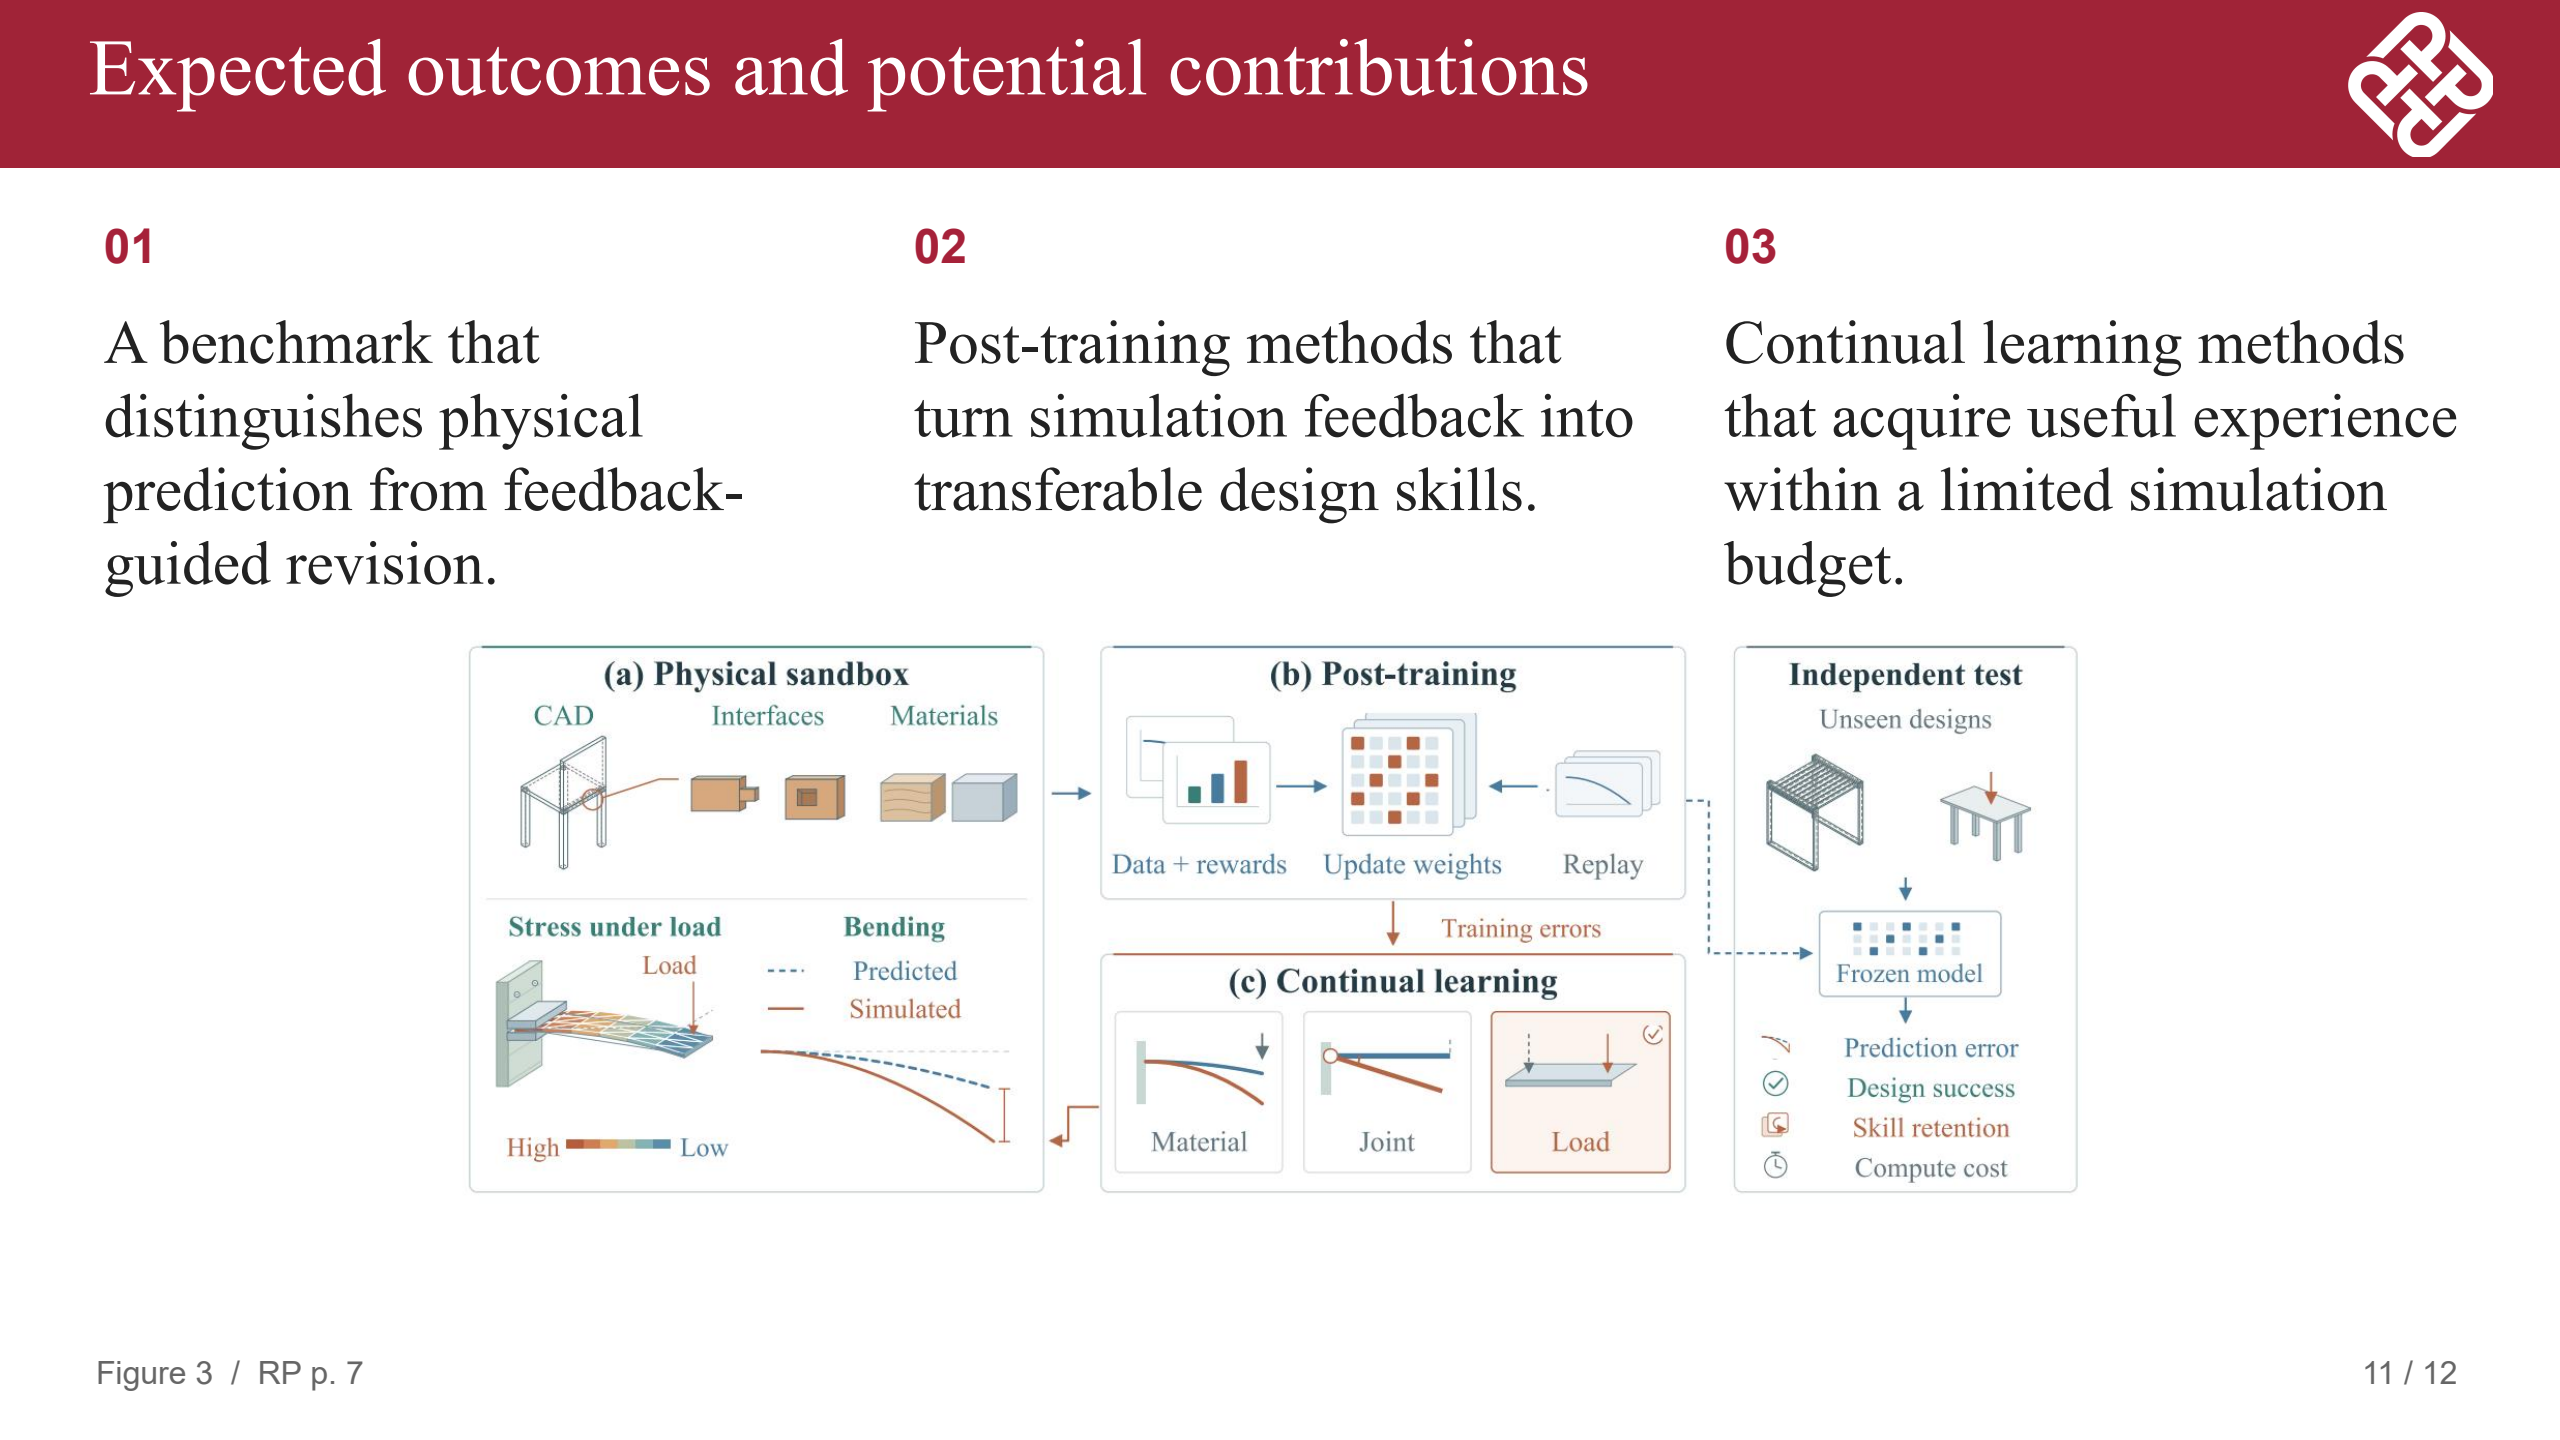 Expected outcomes and potential contributions
01
A benchmark that
distinguishes physical
prediction from feedback-
guided revision.
02
Post-training methods that
turn simulation feedback into
transferable design skills.
03
Continual learning methods
that acquire useful experience
within a limited simulation
budget.
(a) Physical sandbox
CAD
Interfaces
Materials
Stress under load
Load
High
Low
Bending
Predicted
Simulated
(b) Post-training
Data + rewards
Update weights
Replay
Training errors
(c) Continual learning
Material
Joint
Load
Independent test
Unseen designs
Frozen model
Prediction error
Design success
Skill retention
Compute cost
Figure 3 / RP p. 7
11 / 12